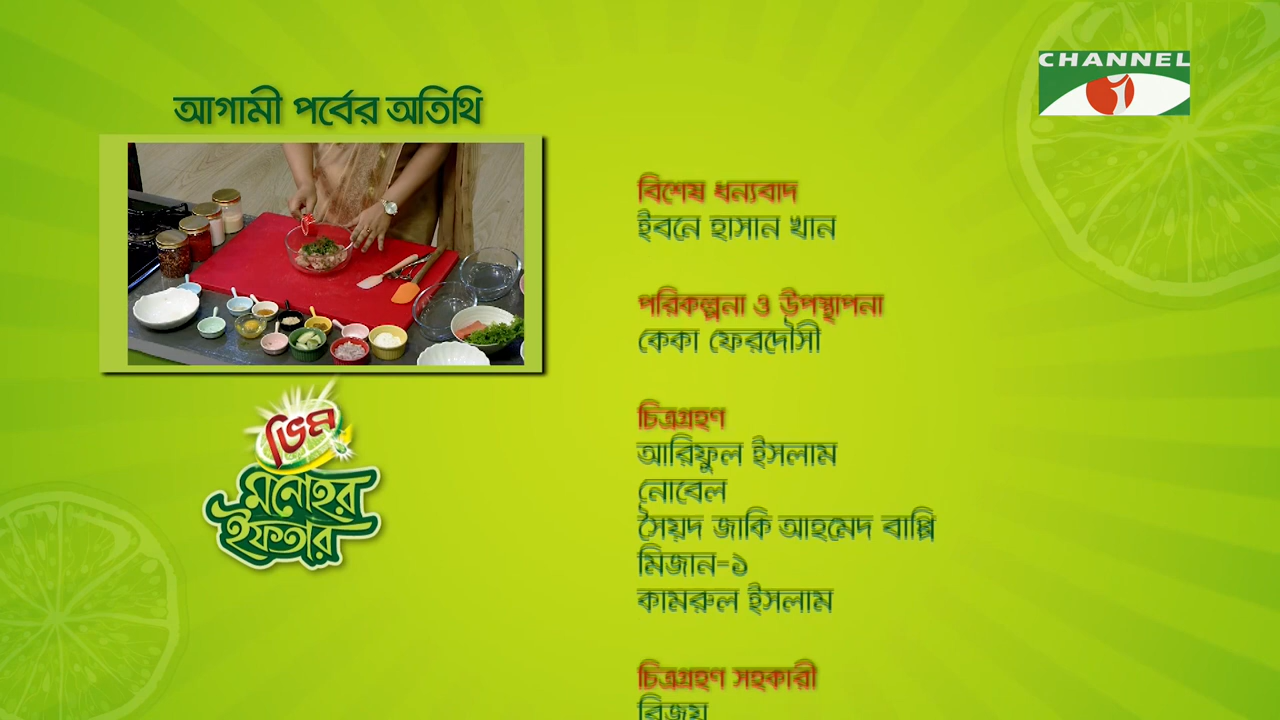 CHANNEL
i
আগামী পর্বের অতিথি
ভিম
মনোহর
ইফতার
বিশেষ ধন্যবাদ
ইবনে হাসান খান
পরিকল্পনা ও উপস্থাপনা
কেকা ফেরদৌসী
চিত্রগ্রহণ
আরিফুল ইসলাম
নোবেল
সৈয়দ জাকি আহমেদ বাপ্পি
মিজান-১
কামরুল ইসলাম
চিত্রগ্রহণ সহকারী
বিজয়